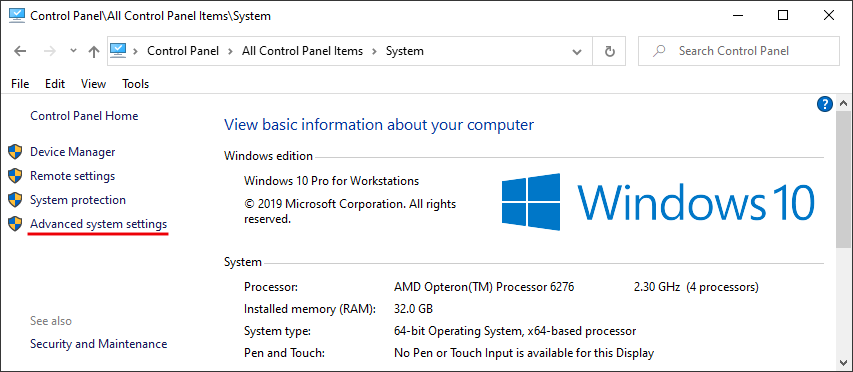 Control Panel\All Control Panel Items\System
Control Panel All Control Panel Items System
Search Control Panel
File Edit View Tools
?
Control Panel Home
Device Manager
Remote settings
System protection
Advanced system settings
See also
Security and Maintenance
View basic information about your computer
Windows edition
Windows 10 Pro for Workstations
© 2019 Microsoft Corporation. All rights
reserved.
Windows 10
System
Processor: AMD Opteron(TM) Processor 6276 2.30 GHz (4 processors)
Installed memory (RAM): 32.0 GB
System type: 64-bit Operating System, x64-based processor
Pen and Touch: No Pen or Touch Input is available for this Display